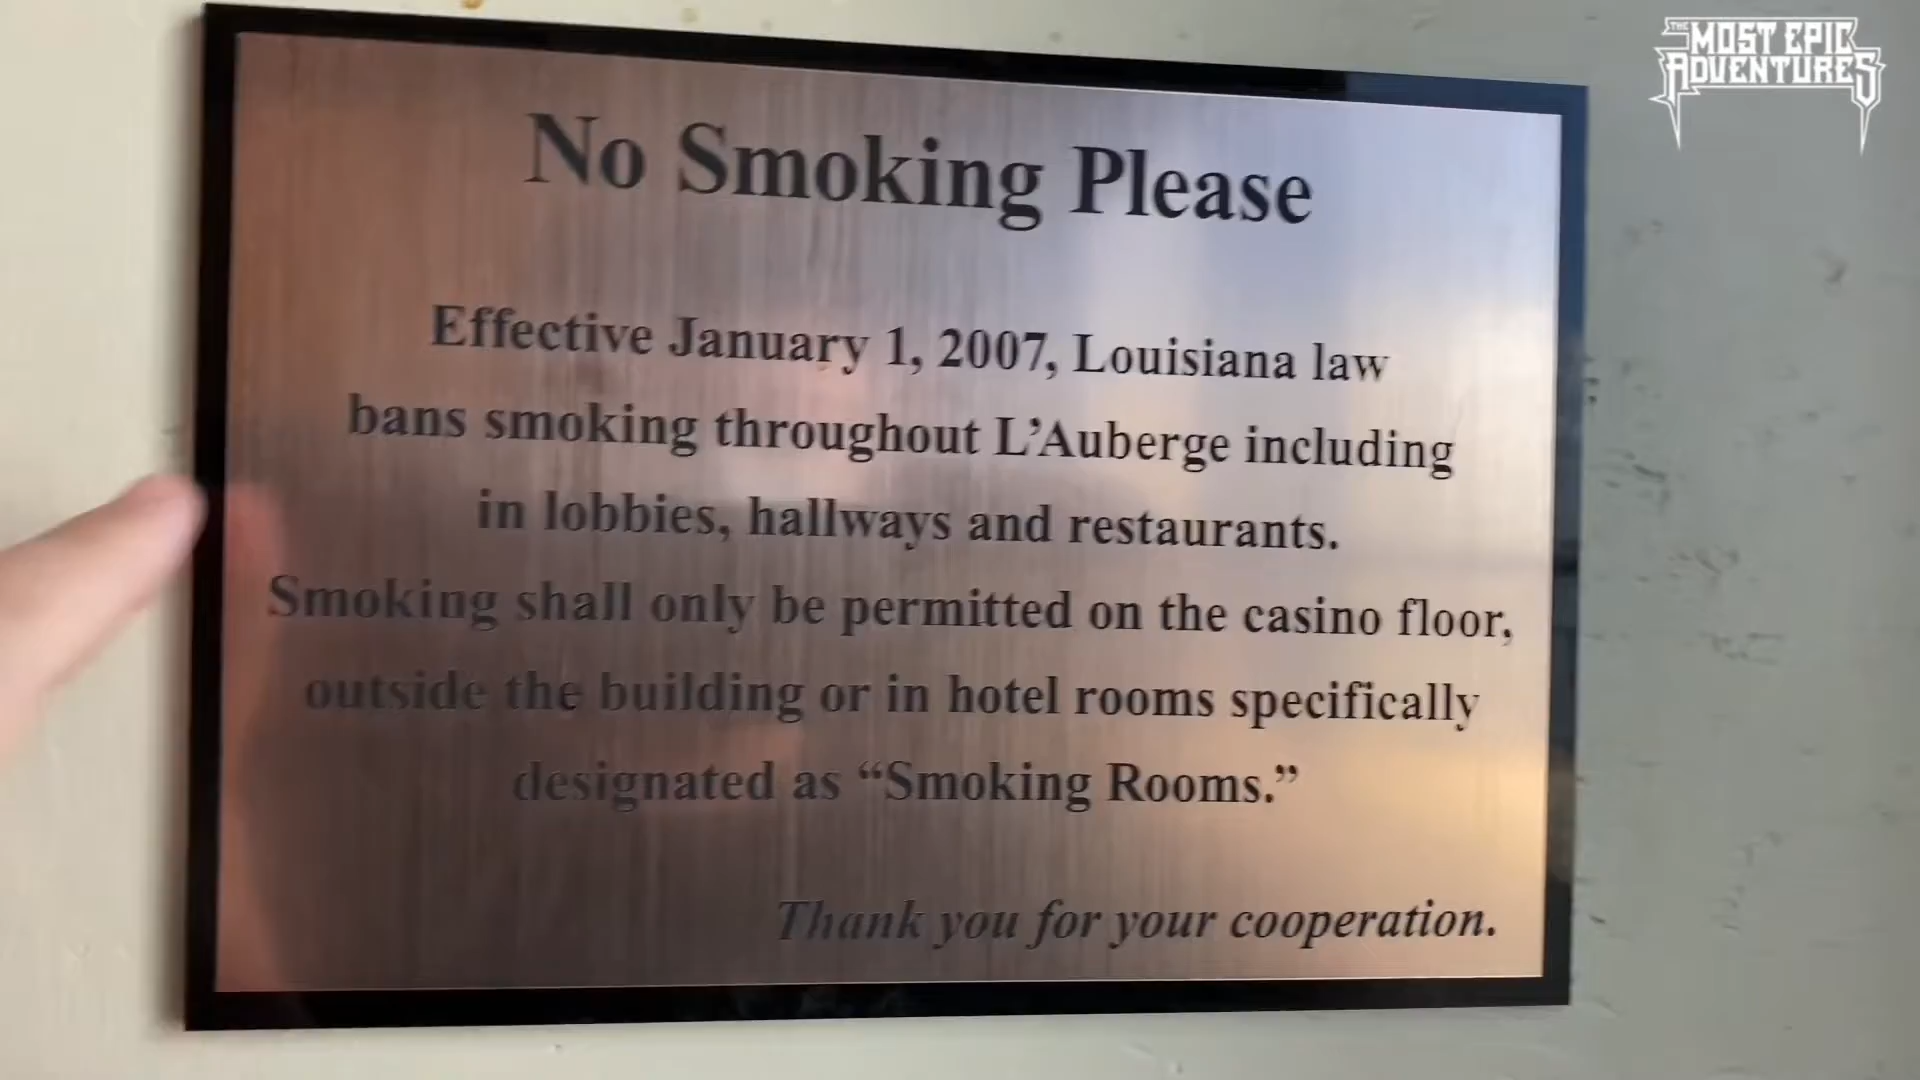 THE
MOST EPIC
ADVENTURES
No Smoking Please
Effective January 1, 2007, Louisiana law
bans smoking throughout L’Auberge including
in lobbies, hallways and restaurants.
Smoking shall only be permitted on the casino floor,
outside the building or in hotel rooms specifically
designated as “Smoking Rooms.”
Thank you for your cooperation.